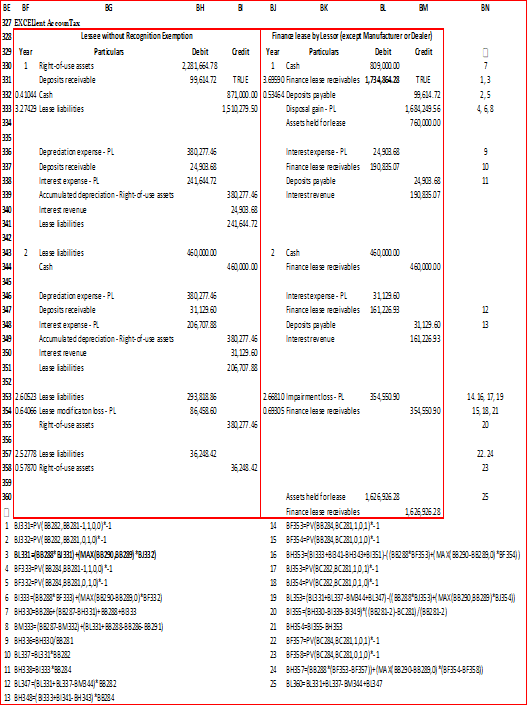 BE BF BG BH BI BJ BK BL BM BN
327 EXCELlent AccounTax
328 Lessee without Recognition Exemption Finance lease by Lessor (except Manufacturer or Dealer)
329 Year Particulars Debit Credit Year Particulars Debit Credit
330 1 Right-of-use assets 2,281,664.78 1 Cash 809,000.00 7
331 Deposits receivable 99,614.72 TRUE 3.69590 Finance lease receivables 1,734,864.28 TRUE 1, 3
332 0.41044 Cash 871,000.00 0.53464 Deposits payable 99,614.72 2, 5
333 3.27429 Lease liabilities 1,510,279.50 Disposal gain - PL 1,684,249.56 4, 6, 8
334 Assets held for lease 760,000.00
335
336 Depreciation expense - PL 380,277.46 Interest expense - PL 24,903.68 9
337 Deposits receivable 24,903.68 Finance lease receivables 190,835.07 10
338 Interest expense - PL 241,644.72 Deposits payable 24,903.68 11
339 Accumulated depreciation - Right-of-use assets 380,277.46 Interest revenue 190,835.07
340 Interest revenue 24,903.68
341 Lease liabilities 241,644.72
342
343 2 Lease liabilities 460,000.00 2 Cash 460,000.00
344 Cash 460,000.00 Finance lease receivables 460,000.00
345
346 Depreciation expense - PL 380,277.46 Interest expense - PL 31,129.60
347 Deposits receivable 31,129.60 Finance lease receivables 161,226.93 12
348 Interest expense - PL 206,707.88 Deposits payable 31,129.60 13
349 Accumulated depreciation - Right-of-use assets 380,277.46 Interest revenue 161,226.93
350 Interest revenue 31,129.60
351 Lease liabilities 206,707.88
352
353 2.60523 Lease liabilities 293,818.86 2.66810 Impairment loss - PL 354,550.90 14, 16, 17, 19
354 0.64066 Lease modification loss - PL 86,458.60 0.69305 Finance lease receivables 354,550.90 15, 18, 21
355 Right-of-use assets 380,277.46 20
356
357 2.52778 Lease liabilities 36,248.42 22, 24
358 0.57870 Right-of-use assets 36,248.42 23
359
360 Assets held for lease 1,626,926.28 25
Finance lease receivables 1,626,926.28
1 BJ331=PV(BB282,BB281-1,1,0,0)*-1 14 BF353=PV(BB284,BC281,1,0,1)*-1
2 BJ332=PV(BB282,BB281,0,1,0)*-1 15 BF354=PV(BB284,BC281,0,1,0)*-1
3 BL331=(BB288*BJ331)+(MAX(BB290,BB289)*BJ332) 16 BH353=(BI333+BI341-BH343+BI351)-((BB288*BF353)+(MAX(BB290-BB289,0)*BF354))
4 BF333=PV(BB284,BB281-1,1,0,0)*-1 17 BJ353=PV(BC282,BC281,1,0,1)*-1
5 BF332=PV(BB284,BB281,0,1,0)*-1 18 BJ354=PV(BC282,BC281,0,1,0)*-1
6 BI333=(BB288*BF333)+(MAX(BB290-BB289,0)*BF332) 19 BL353=(BL331+BL337-BM344+BL347)-((BB288*BJ353)+(MAX(BB290,BB289)*BJ354))
7 BH330=BB286+(BB287-BH331)+BB288+BI333 20 BI355=(BH330-BI339-BI349)*((BB281-2)-BC281)/(BB281-2)
8 BM333=(BB287-BM332)+(BL331+BB288-BB286-BB291) 21 BH354=BI355-BH353
9 BH336=BH330/BB281 22 BF357=PV(BC284,BC281,1,0,1)*-1
10 BL337=BL331*BB282 23 BF358=PV(BC284,BC281,0,1,0)*-1
11 BH338=BI333*BB284 24 BH357=(BB288*(BF353-BF357))+(MAX(BB290-BB289,0)*(BF354-BF358))
12 BL347=(BL331+BL337-BM344)*BB282 25 BL360=BL331+BL337-BM344+BL347
13 BH348=(BI333+BI341-BH343)*BB284